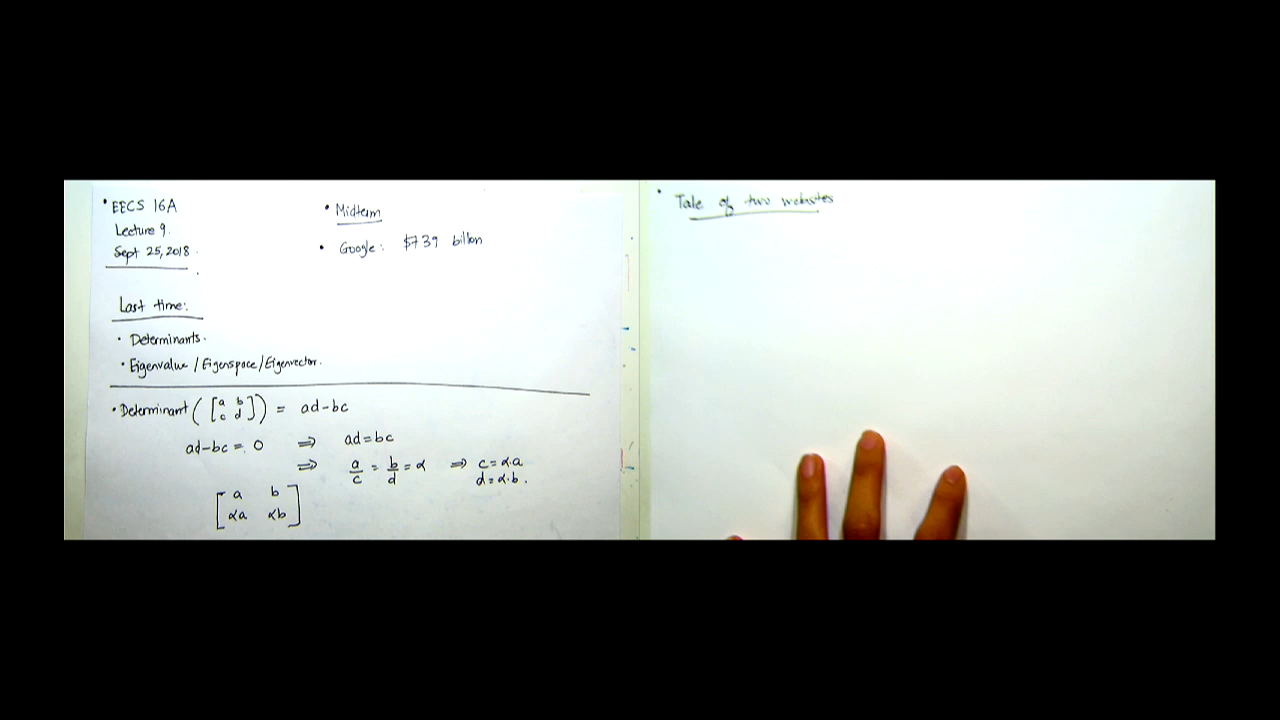 • EECS 16A
Lecture 9.
Sept 25, 2018
• Midterm
• Google: $739 billion
Last time:
• Determinants.
• Eigenvalue / Eigenspace / Eigenvector.
• Determinant ( [ a b
c d ] ) = ad-bc
ad-bc = 0 ⇒ ad=bc
⇒ a/c = b/d = α ⇒ c=α.a
d=α.b.
[ a b
αa αb ]
• Tale of two websites